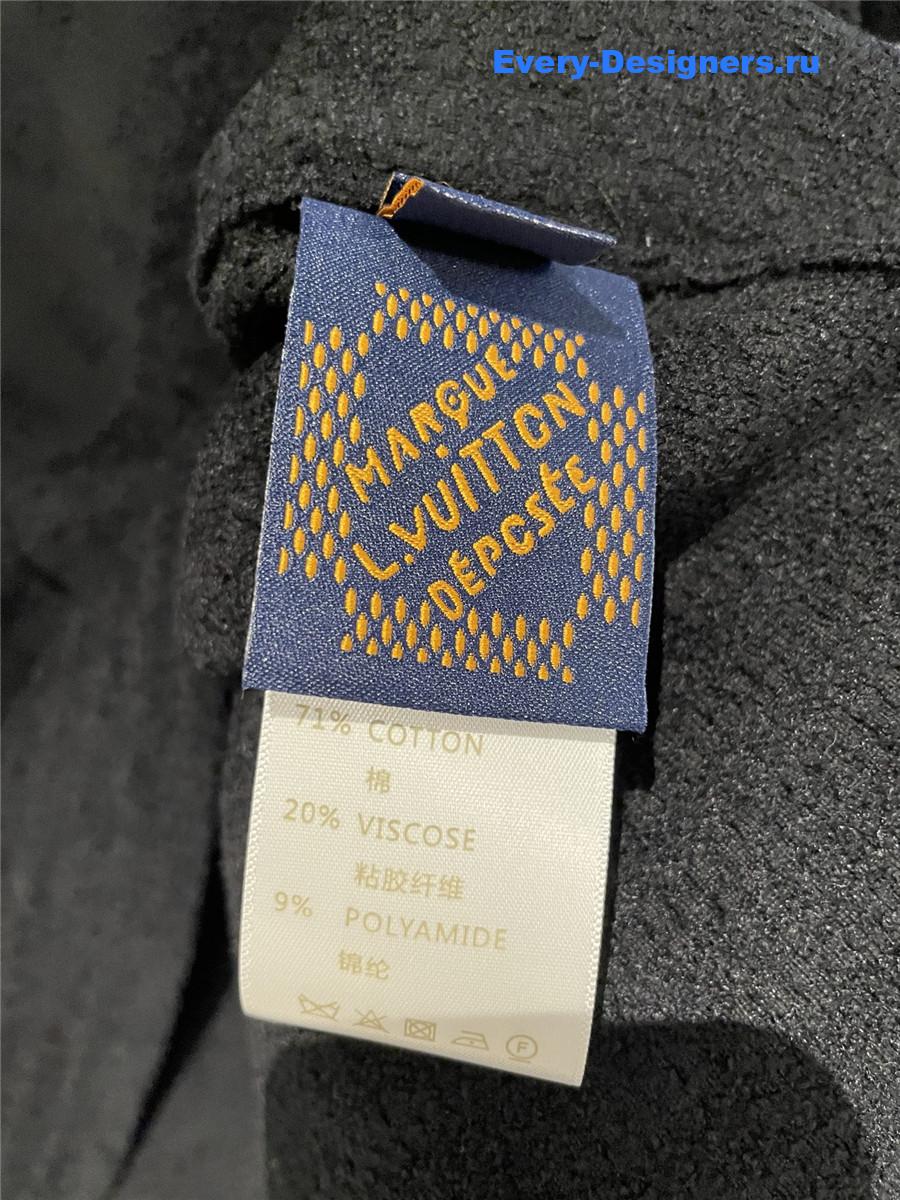 Every-Designers.ru
MARQUE
L.VUITTON
DÉPOSÉE
71% COTTON
棉
20% VISCOSE
粘胶纤维
9% POLYAMIDE
锦纶
F